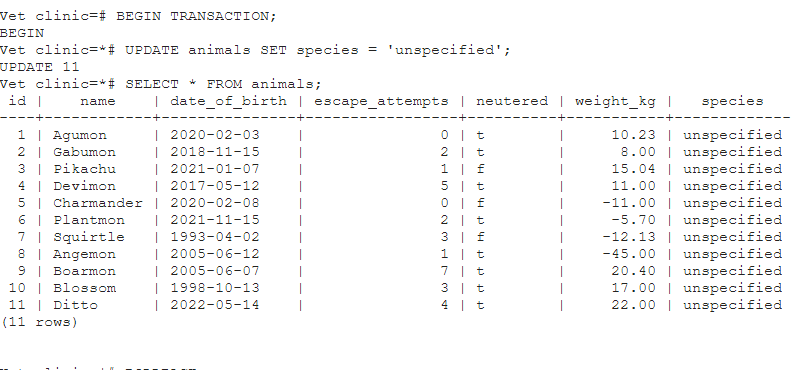 Vet clinic=# BEGIN TRANSACTION;
BEGIN
Vet clinic=*# UPDATE animals SET species = 'unspecified';
UPDATE 11
Vet clinic=*# SELECT * FROM animals;
 id |    name    | date_of_birth | escape_attempts | neutered | weight_kg |   species
----+------------+---------------+-----------------+----------+-----------+-------------
  1 | Agumon     | 2020-02-03    |               0 | t        |     10.23 | unspecified
  2 | Gabumon    | 2018-11-15    |               2 | t        |      8.00 | unspecified
  3 | Pikachu    | 2021-01-07    |               1 | f        |     15.04 | unspecified
  4 | Devimon    | 2017-05-12    |               5 | t        |     11.00 | unspecified
  5 | Charmander | 2020-02-08    |               0 | f        |    -11.00 | unspecified
  6 | Plantmon   | 2021-11-15    |               2 | t        |     -5.70 | unspecified
  7 | Squirtle   | 1993-04-02    |               3 | f        |    -12.13 | unspecified
  8 | Angemon    | 2005-06-12    |               1 | t        |    -45.00 | unspecified
  9 | Boarmon    | 2005-06-07    |               7 | t        |     20.40 | unspecified
 10 | Blossom    | 1998-10-13    |               3 | t        |     17.00 | unspecified
 11 | Ditto      | 2022-05-14    |               4 | t        |     22.00 | unspecified
(11 rows)